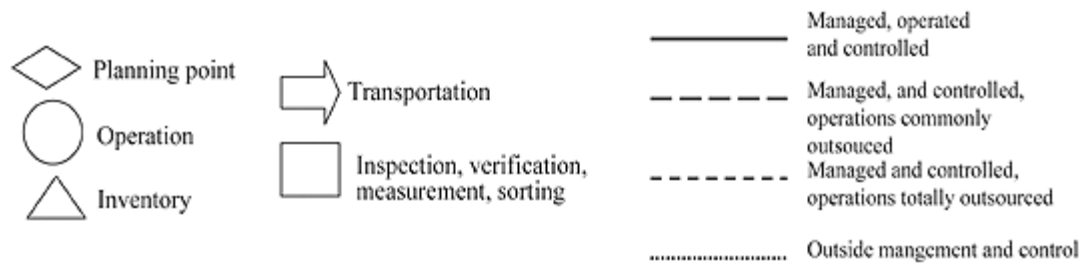 Planning point
Operation
Inventory
Transportation
Inspection, verification,
measurement, sorting
Managed, operated
and controlled
Managed, and controlled,
operations commonly
outsouced
Managed and controlled,
operations totally outsourced
Outside mangement and control